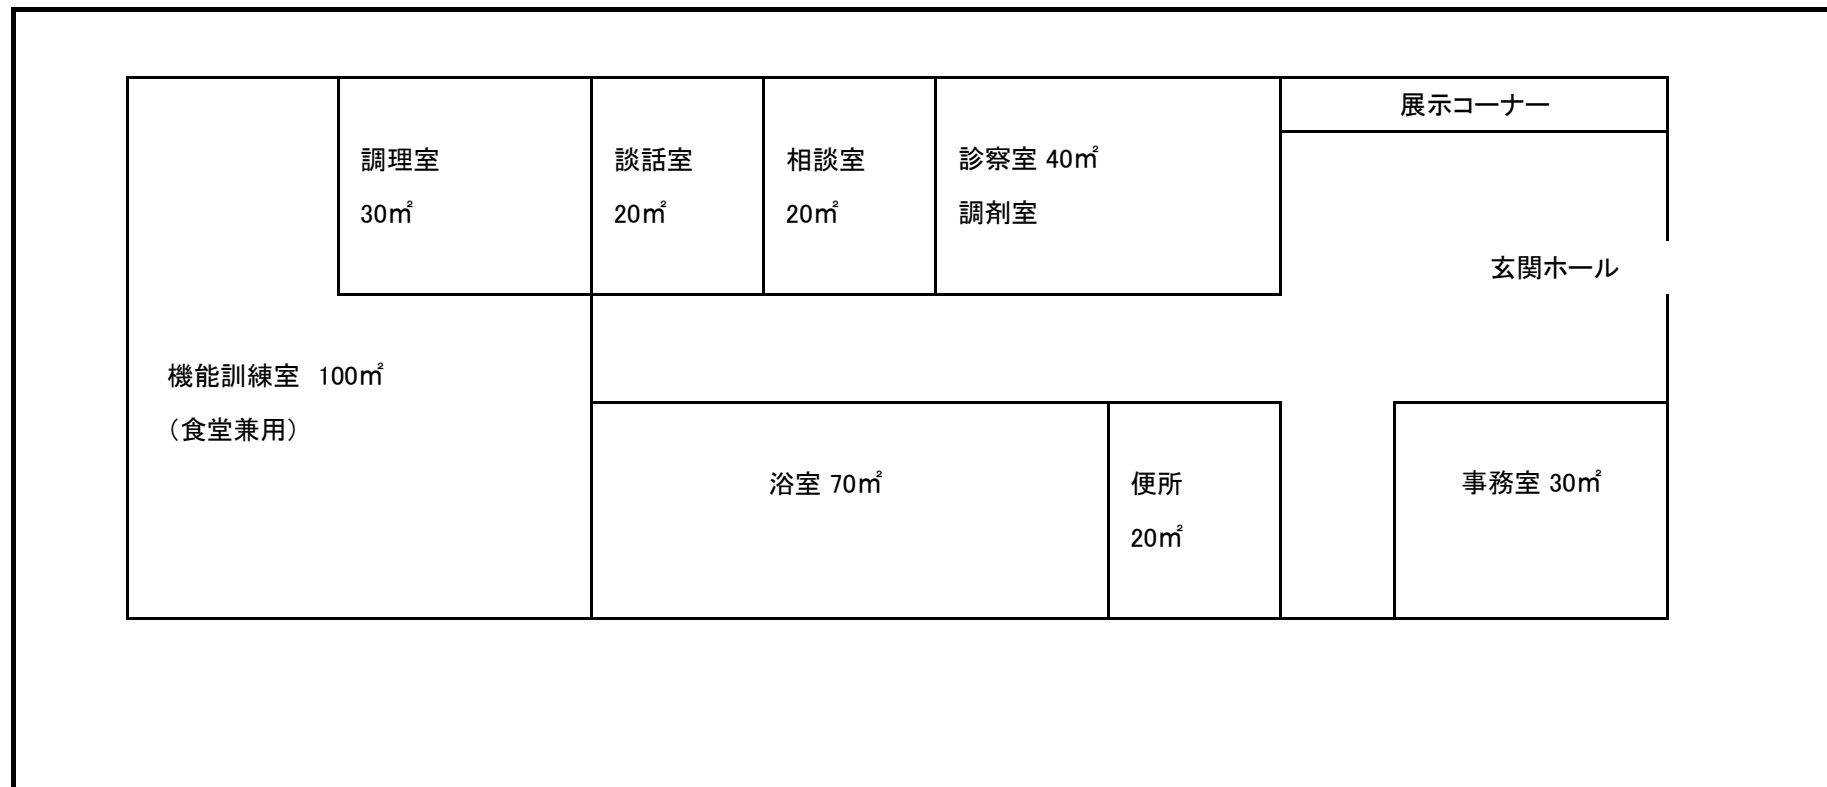 展示コーナー
調理室
30㎡
談話室
20㎡
相談室
20㎡
診察室 40㎡
調剤室
玄関ホール
機能訓練室 100㎡
（食堂兼用）
浴室 70㎡
便所
20㎡
事務室 30㎡